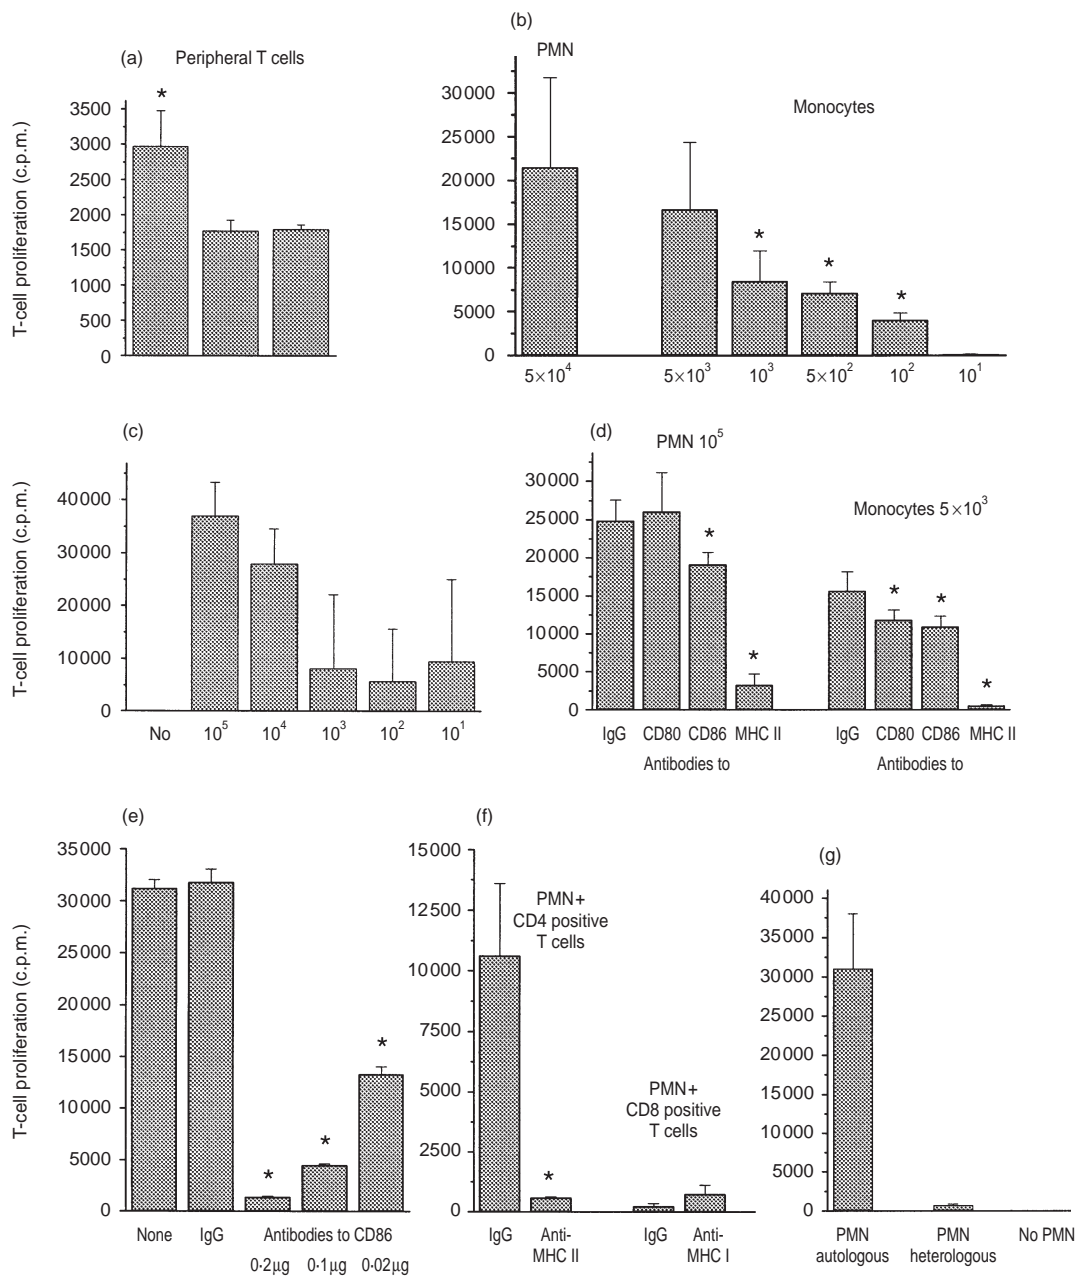 (a) Peripheral T cells
T-cell proliferation (c.p.m.)
3500
3000
2500
2000
1500
1000
500
0
*
(b)
PMN
Monocytes
30000
25000
20000
15000
10000
5000
0
* * *
5×10⁴ 5×10³ 10³ 5×10² 10² 10¹
(c)
T-cell proliferation (c.p.m.)
40000
30000
20000
10000
0
No 10⁵ 10⁴ 10³ 10² 10¹
(d)
PMN 10⁵
Monocytes 5×10³
30000
25000
20000
15000
10000
5000
0
* * * * *
IgG CD80 CD86 MHC II IgG CD80 CD86 MHC II
Antibodies to Antibodies to
(e)
T-cell proliferation (c.p.m.)
35000
30000
25000
20000
15000
10000
5000
0
* * *
None IgG Antibodies to CD86
0·2µg 0·1µg 0·02µg
(f)
15000
12500
10000
7500
5000
2500
0
PMN+
CD4 positive
T cells
PMN+
CD8 positive
T cells
*
IgG Anti- IgG Anti-
MHC II MHC I
(g)
40000
35000
30000
25000
20000
15000
10000
5000
0
PMN PMN No PMN
autologous heterologous